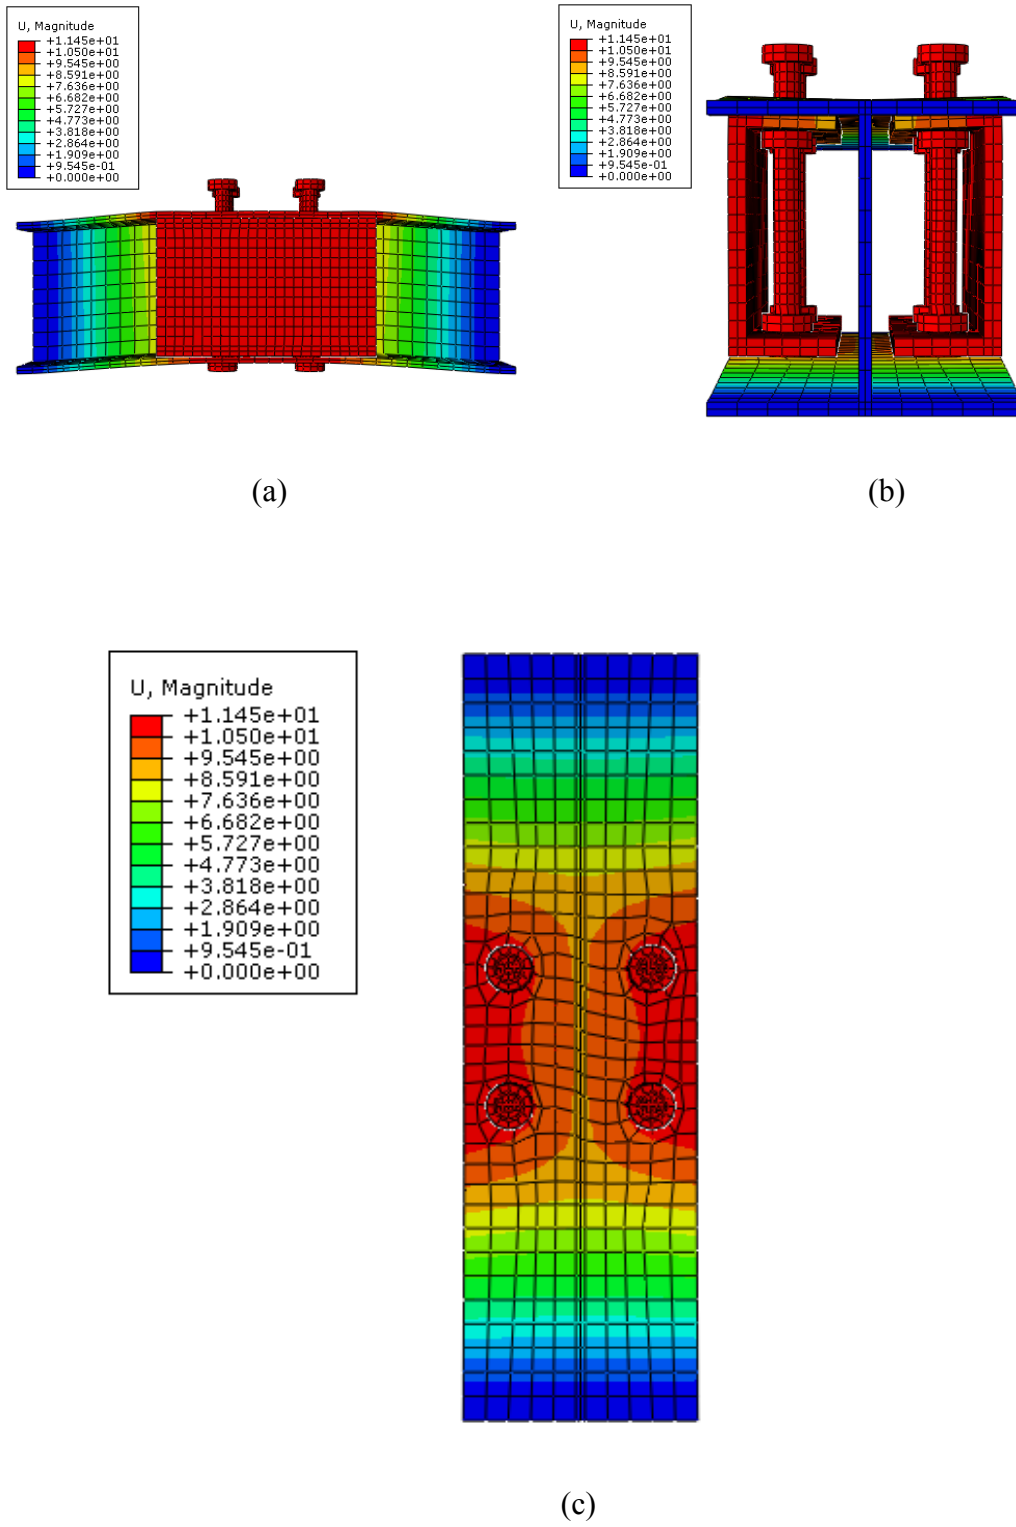 U, Magnitude
+1.145e+01
+1.050e+01
+9.545e+00
+8.591e+00
+7.636e+00
+6.682e+00
+5.727e+00
+4.773e+00
+3.818e+00
+2.864e+00
+1.909e+00
+9.545e-01
+0.000e+00
U, Magnitude
+1.145e+01
+1.050e+01
+9.545e+00
+8.591e+00
+7.636e+00
+6.682e+00
+5.727e+00
+4.773e+00
+3.818e+00
+2.864e+00
+1.909e+00
+9.545e-01
+0.000e+00
(a)
(b)
U, Magnitude
+1.145e+01
+1.050e+01
+9.545e+00
+8.591e+00
+7.636e+00
+6.682e+00
+5.727e+00
+4.773e+00
+3.818e+00
+2.864e+00
+1.909e+00
+9.545e-01
+0.000e+00
(c)